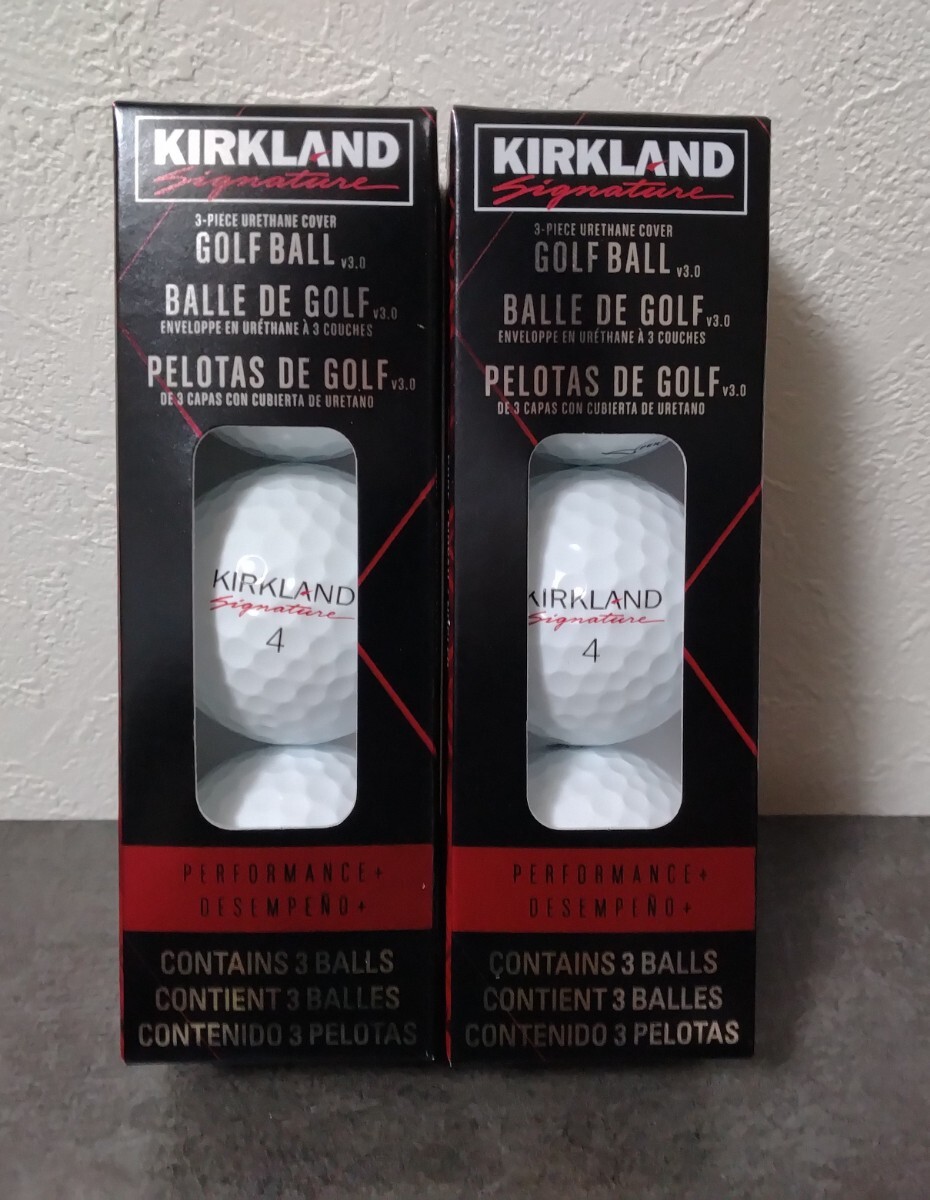 KIRKLAND
Signature
3-PIECE URETHANE COVER
GOLF BALL v3.0
BALLE DE GOLF v3.0
ENVELOPPE EN URÉTHANE À 3 COUCHES
PELOTAS DE GOLF v3.0
DE 3 CAPAS CON CUBIERTA DE URETANO
KIRKLAND
Signature
4
PERFORMANCE+
DESEMPEÑO+
CONTAINS 3 BALLS
CONTIENT 3 BALLES
CONTENIDO 3 PELOTAS
KIRKLAND
Signature
3-PIECE URETHANE COVER
GOLF BALL v3.0
BALLE DE GOLF v3.0
ENVELOPPE EN URÉTHANE À 3 COUCHES
PELOTAS DE GOLF v3.0
DE 3 CAPAS CON CUBIERTA DE URETANO
KIRKLAND
Signature
4
PERFORMANCE+
DESEMPEÑO+
CONTAINS 3 BALLS
CONTIENT 3 BALLES
CONTENIDO 3 PELOTAS